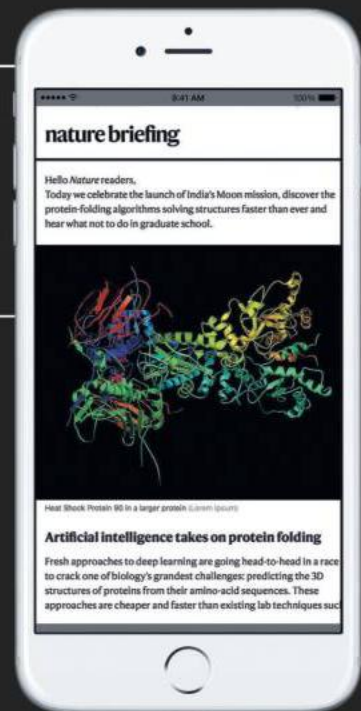 9:41 AM 100%
nature briefing
Hello Nature readers,
Today we celebrate the launch of India's Moon mission, discover the
protein-folding algorithms solving structures faster than ever and
hear what not to do in graduate school.
Heat Shock Protein 90 in a larger protein (Lorem Ipsum)
Artificial intelligence takes on protein folding
Fresh approaches to deep learning are going head-to-head in a race
to crack one of biology's grandest challenges: predicting the 3D
structures of proteins from their amino-acid sequences. These
approaches are cheaper and faster than existing lab techniques suc